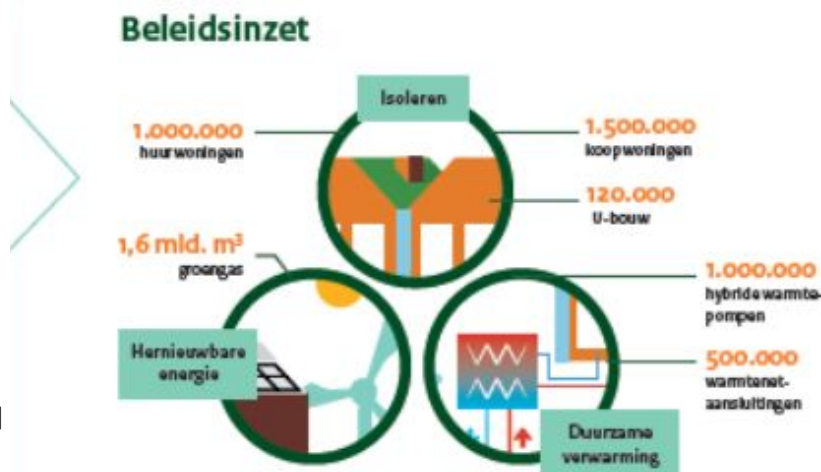 Beleidsinzet
Isoleren
1.000.000
huurwoningen
1.500.000
koopwoningen
120.000
U-bouw
1,6 mld. m³
groengas
Hernieuwbare
energie
1.000.000
hybride warmte-
pompen
500.000
warmtenet-
aansluitingen
Duurzame
verwarming